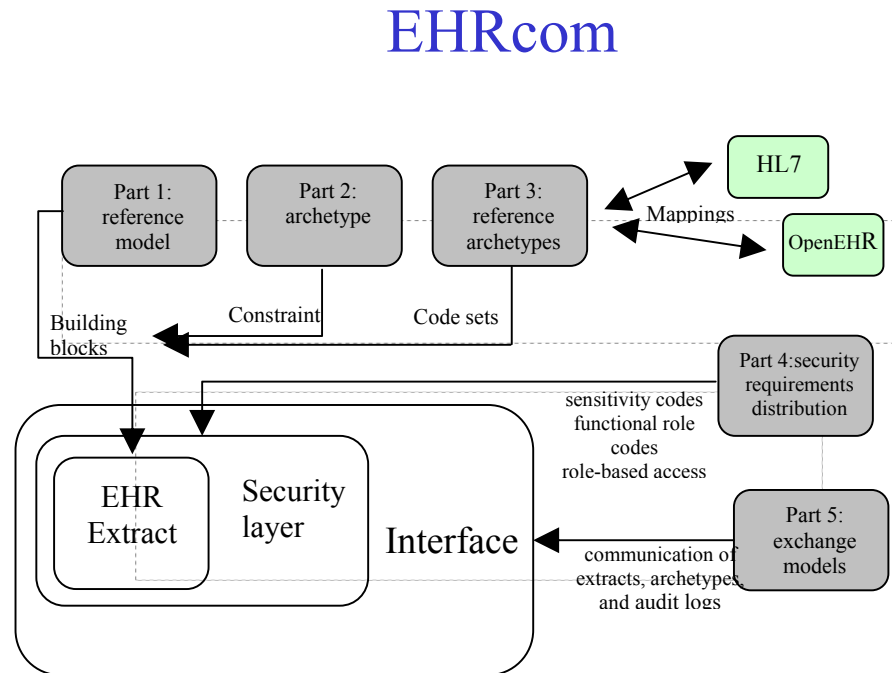 EHRcom
Part 1:
reference
model
Part 2:
archetype
Part 3:
reference
archetypes
HL7
Mappings
OpenEHR
Building
blocks
Constraint
Code sets
Part 4:security
requirements
distribution
sensitivity codes
functional role
codes
role-based access
EHR
Extract
Security
layer
Interface
Part 5:
exchange
models
communication of
extracts, archetypes,
and audit logs